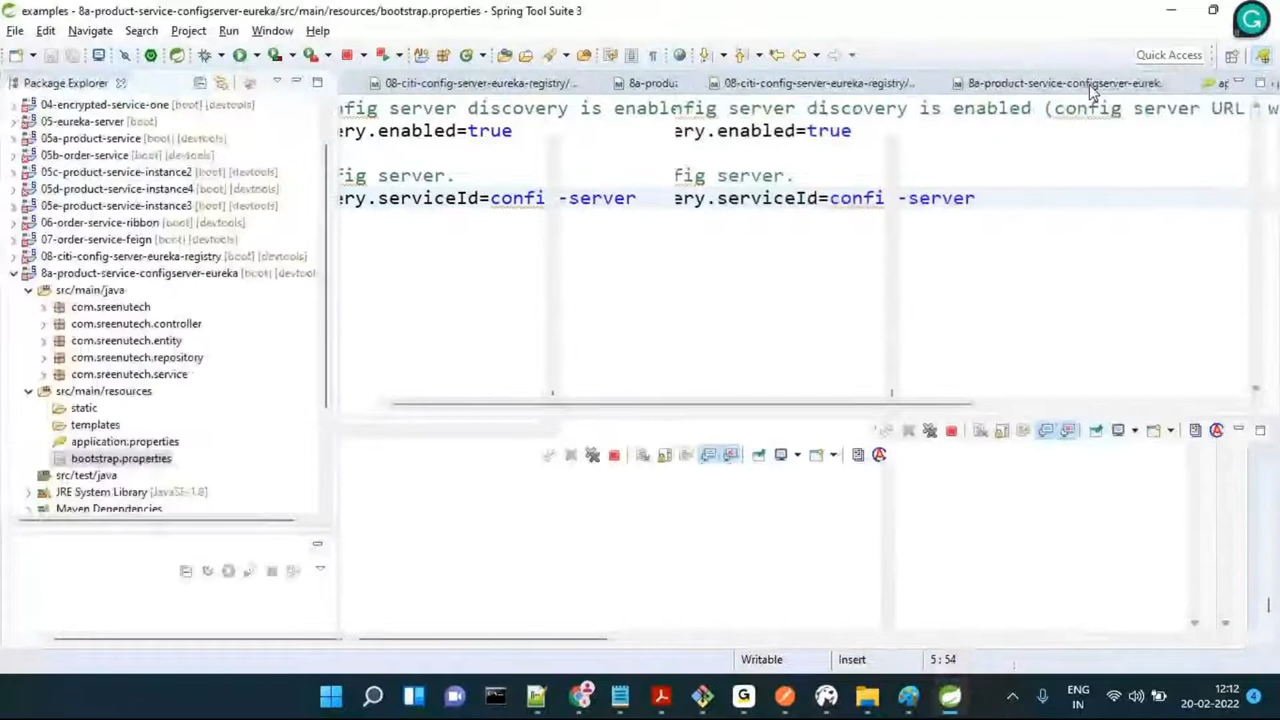 examples - 8a-product-service-configserver-eureka/src/main/resources/bootstrap.properties - Spring Tool Suite 3
File Edit Navigate Search Project Run Window Help
Quick Access
Package Explorer
08-citi-config-server-eureka-registry/...
8a-produ:
08-citi-config-server-eureka-registry/...
8a-product-service-configserver-eurek.
ap
04-encrypted-service-one [boot] [devtools]
05-eureka-server [boot]
05a-product-service [boot] [devtools]
05b-order-service [boot] [devtools]
05c-product-service-instance2 [boot] [devtools]
05d-product-service-instance4 [boot] [devtools]
05e-product-service-instance3 [boot] [devtools]
06-order-service-ribbon [boot] [devtools]
07-order-service-feign [boot] [devtools]
08-citi-config-server-eureka-registry [boot] [devtools]
8a-product-service-configserver-eureka [boot] [devtool
src/main/java
com.sreenutech
com.sreenutech.controller
com.sreenutech.entity
com.sreenutech.repository
com.sreenutech.service
src/main/resources
static
templates
application.properties
bootstrap.properties
src/test/java
JRE System Library [JavaSE-1.8]
Maven Dependencies
nfig server discovery is enable
ery.enabled=true
fig server.
ery.serviceId=confi -server
nfig server discovery is enabled (config server URL w
ery.enabled=true
fig server.
ery.serviceId=confi -server
Writable Insert 5:54
ENG
IN
12:12
20-02-2022
4